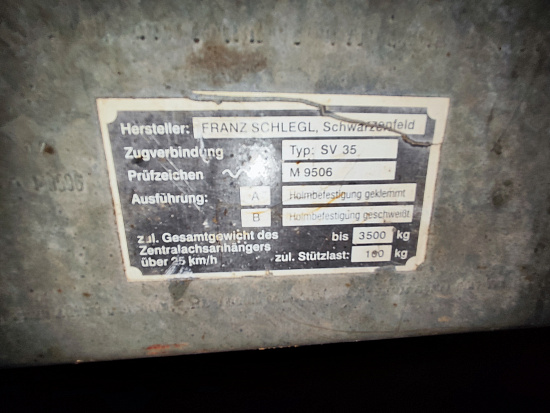 Hersteller: FRANZ SCHLEGL, Schwarzenfeld
Zugverbindung Typ: SV 35
Prüfzeichen M 9506
Ausführung: A Holmbefestigung geklemmt
B Holmbefestigung geschweißt
zul. Gesamtgewicht des
Zentralachsanhängers
über 25 km/h
bis 3500 kg
zul. Stützlast: 160 kg